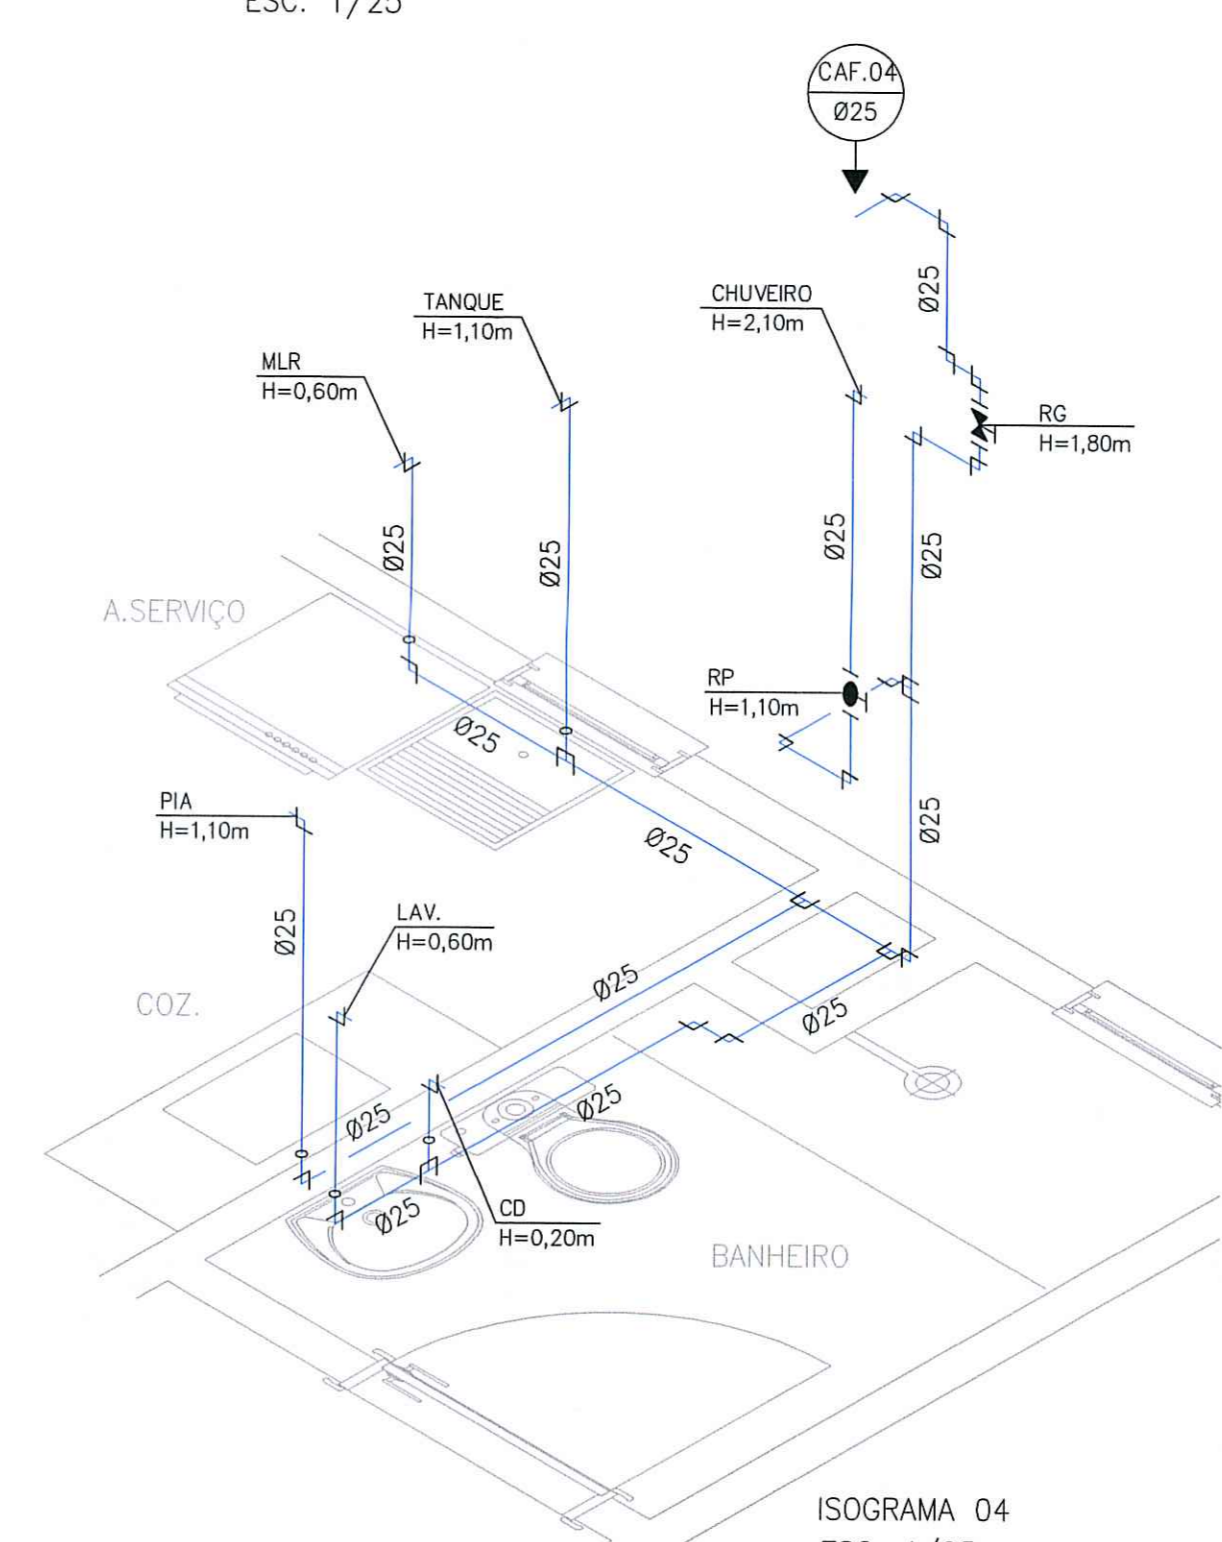 ESC. 1/25
CAF.04
Ø25
Ø25
CHUVEIRO
H=2,10m
TANQUE
H=1,10m
MLR
H=0,60m
RG
H=1,80m
Ø25
Ø25
Ø25
Ø25
A.SERVIÇO
RP
H=1,10m
Ø25
PIA
H=1,10m
Ø25
Ø25
Ø25
LAV.
H=0,60m
COZ.
Ø25
Ø25
Ø25
Ø25
Ø25
CD
H=0,20m
BANHEIRO
ISOGRAMA 04